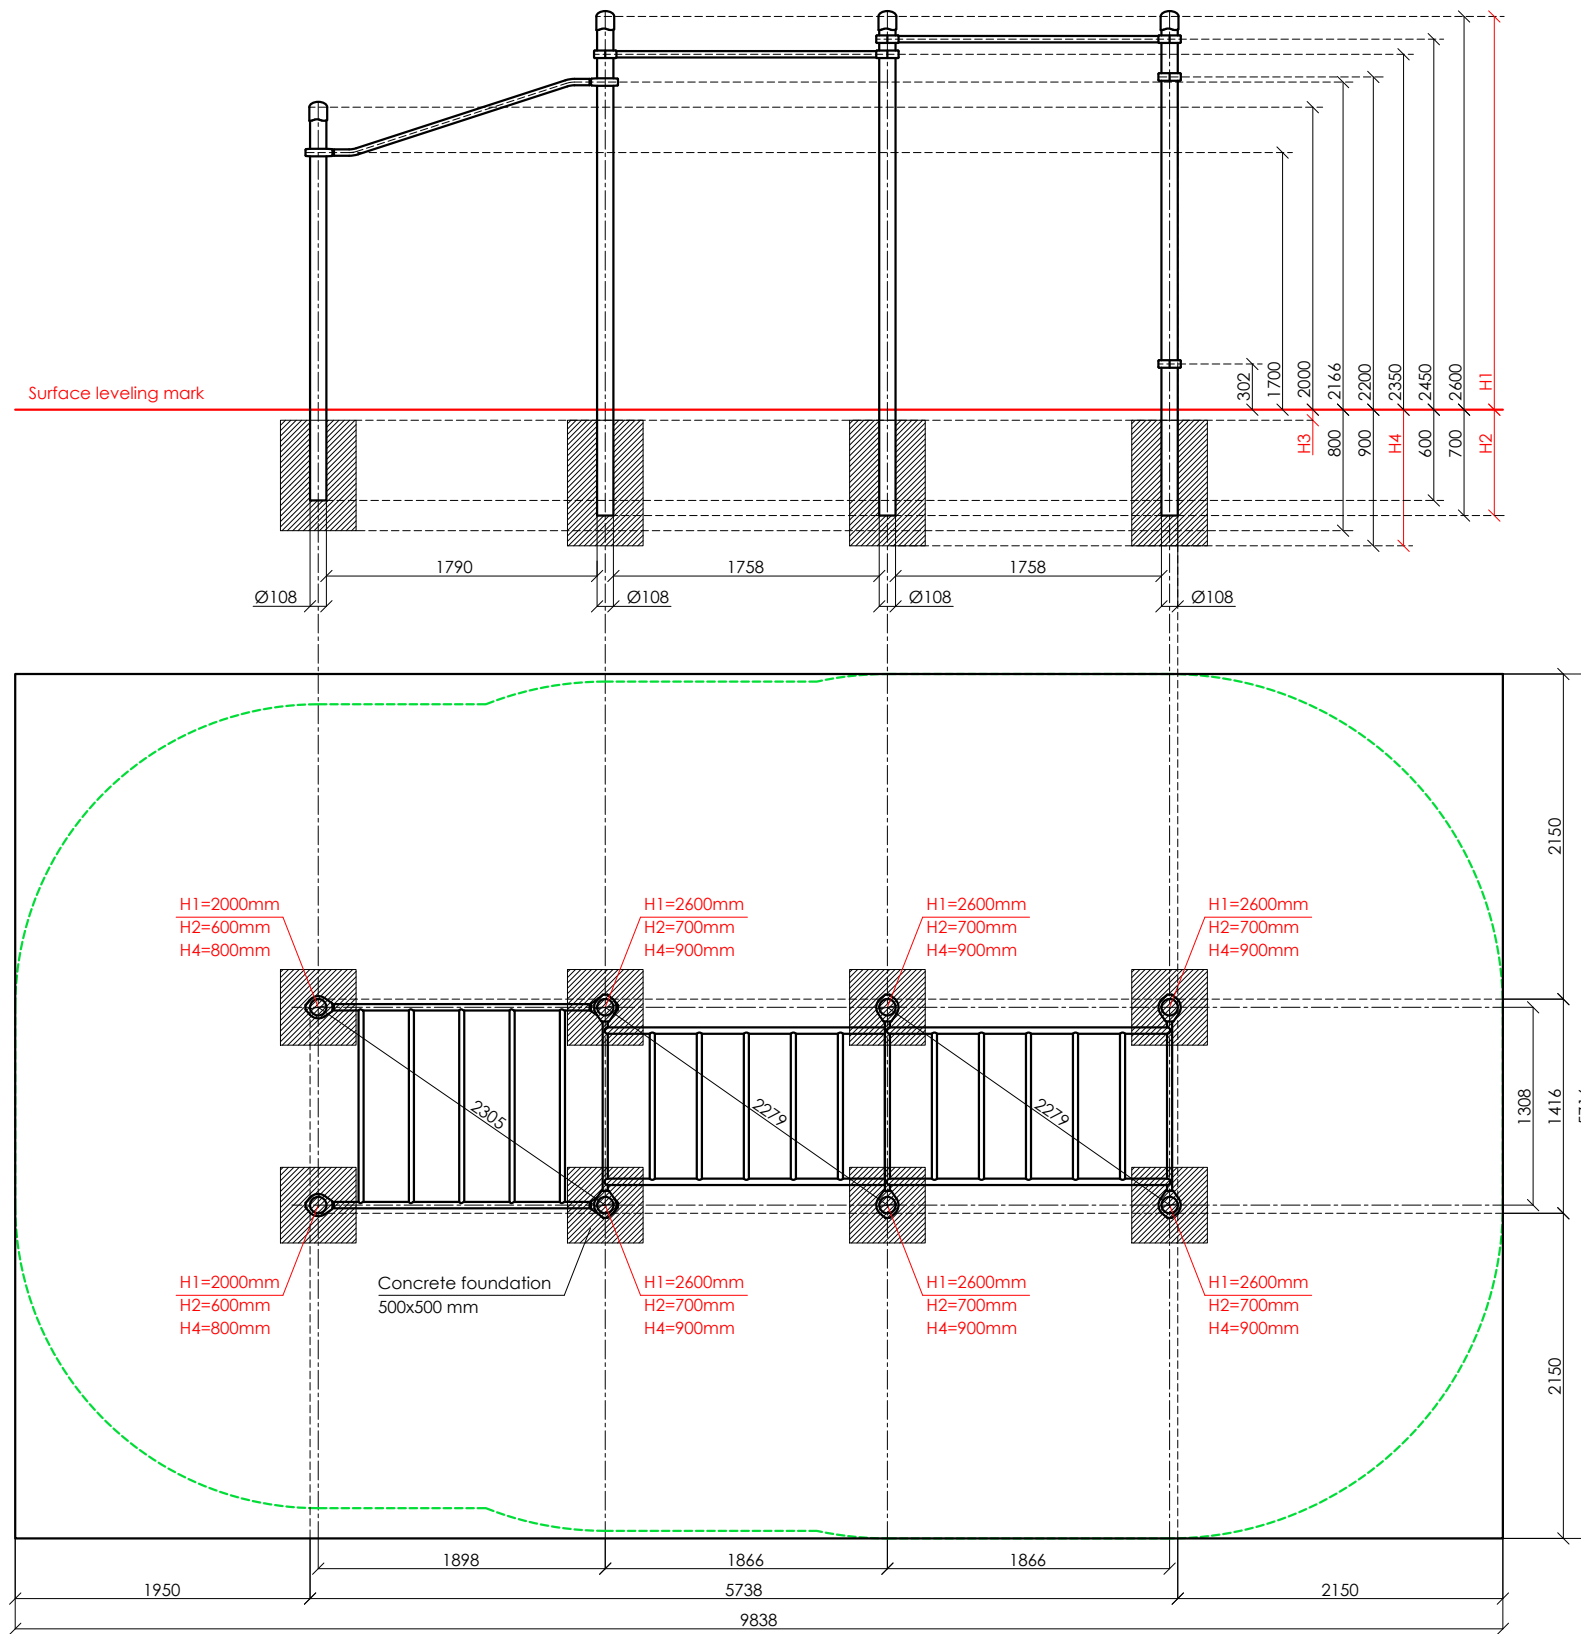 Surface leveling mark
302
1700
2000
2166
2200
2350
2450
2600
H1
H3
800
900
H4
600
700
H2
1790
1758
1758
Ø108
Ø108
Ø108
Ø108
H1=2000mm
H2=600mm
H4=800mm
H1=2600mm
H2=700mm
H4=900mm
H1=2600mm
H2=700mm
H4=900mm
H1=2600mm
H2=700mm
H4=900mm
2150
2305
2279
2279
1308
1416
H1=2000mm
H2=600mm
H4=800mm
Concrete foundation
500x500 mm
H1=2600mm
H2=700mm
H4=900mm
H1=2600mm
H2=700mm
H4=900mm
H1=2600mm
H2=700mm
H4=900mm
2150
1898
1866
1866
1950
5738
2150
9838